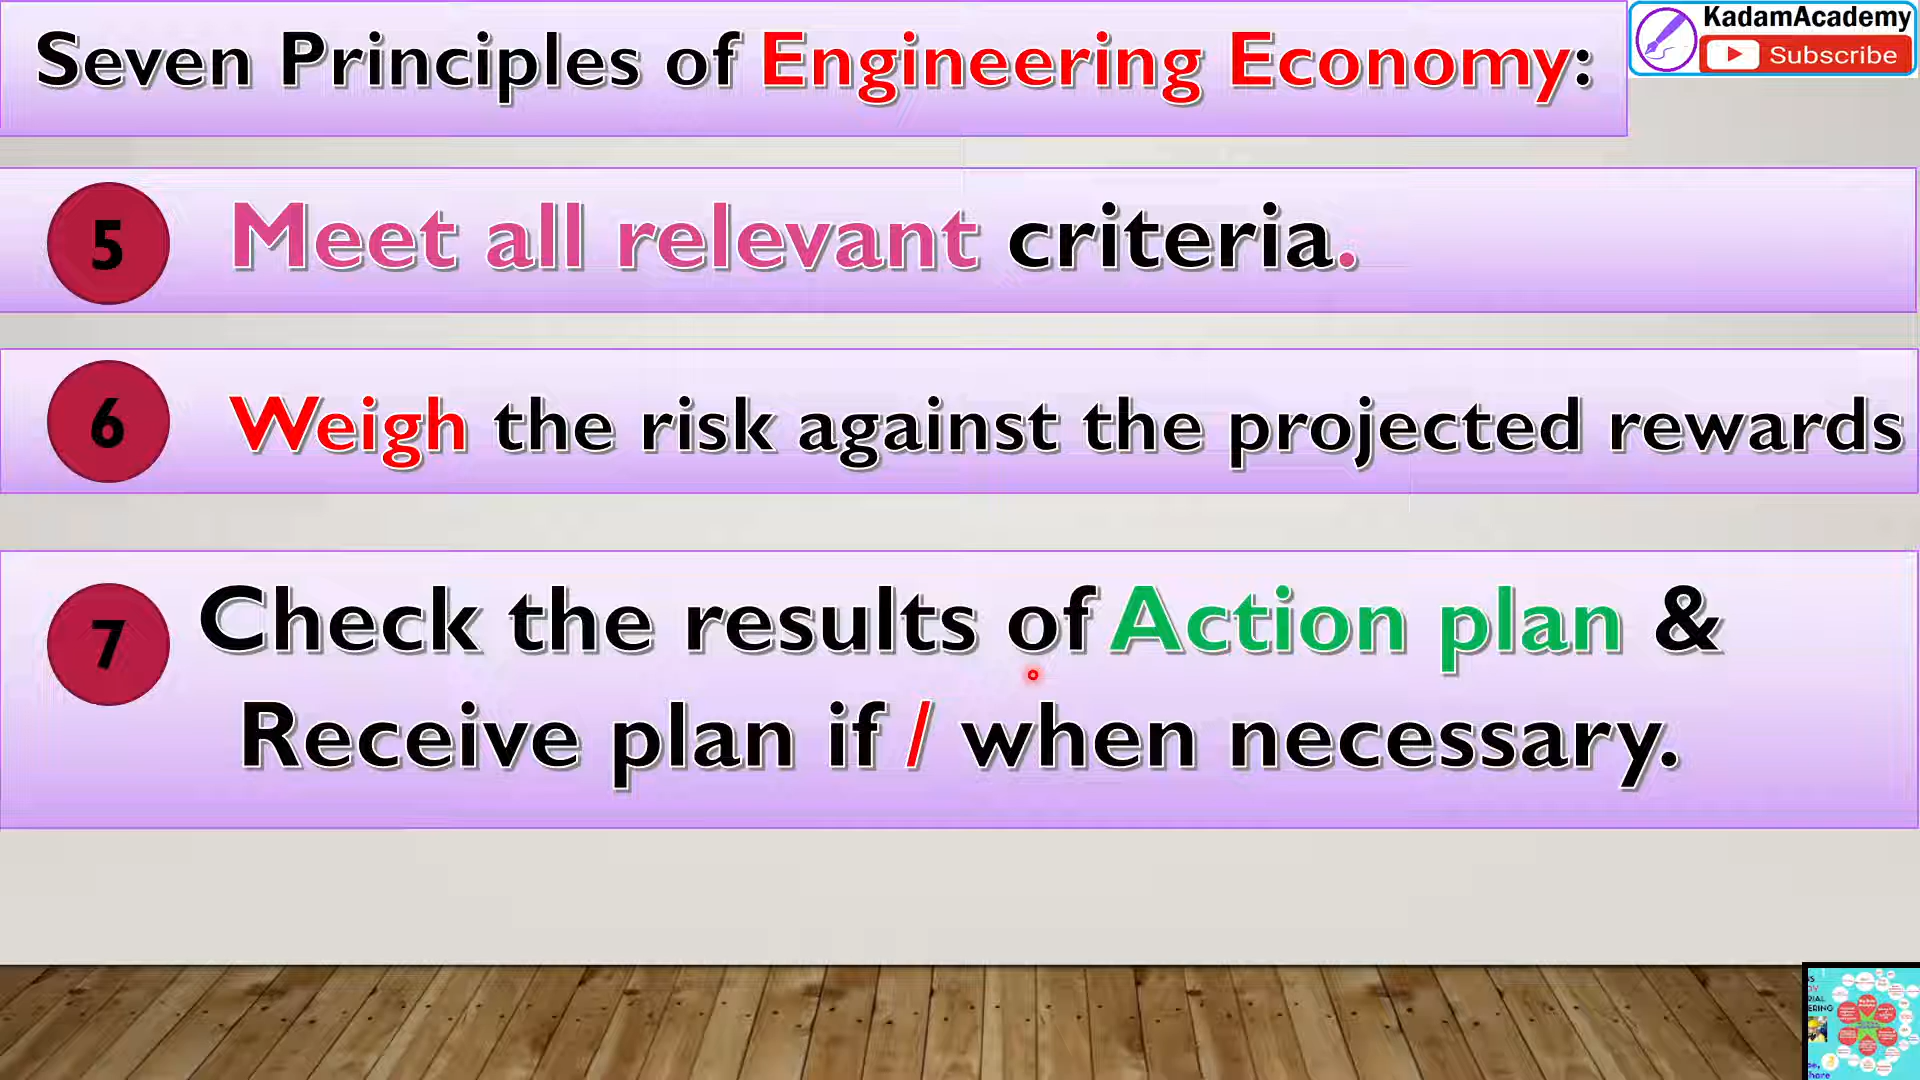 Seven Principles of Engineering Economy:
KadamAcademy
Subscribe
5 Meet all relevant criteria.
6 Weigh the risk against the projected rewards
7 Check the results of Action plan &
Receive plan if / when necessary.